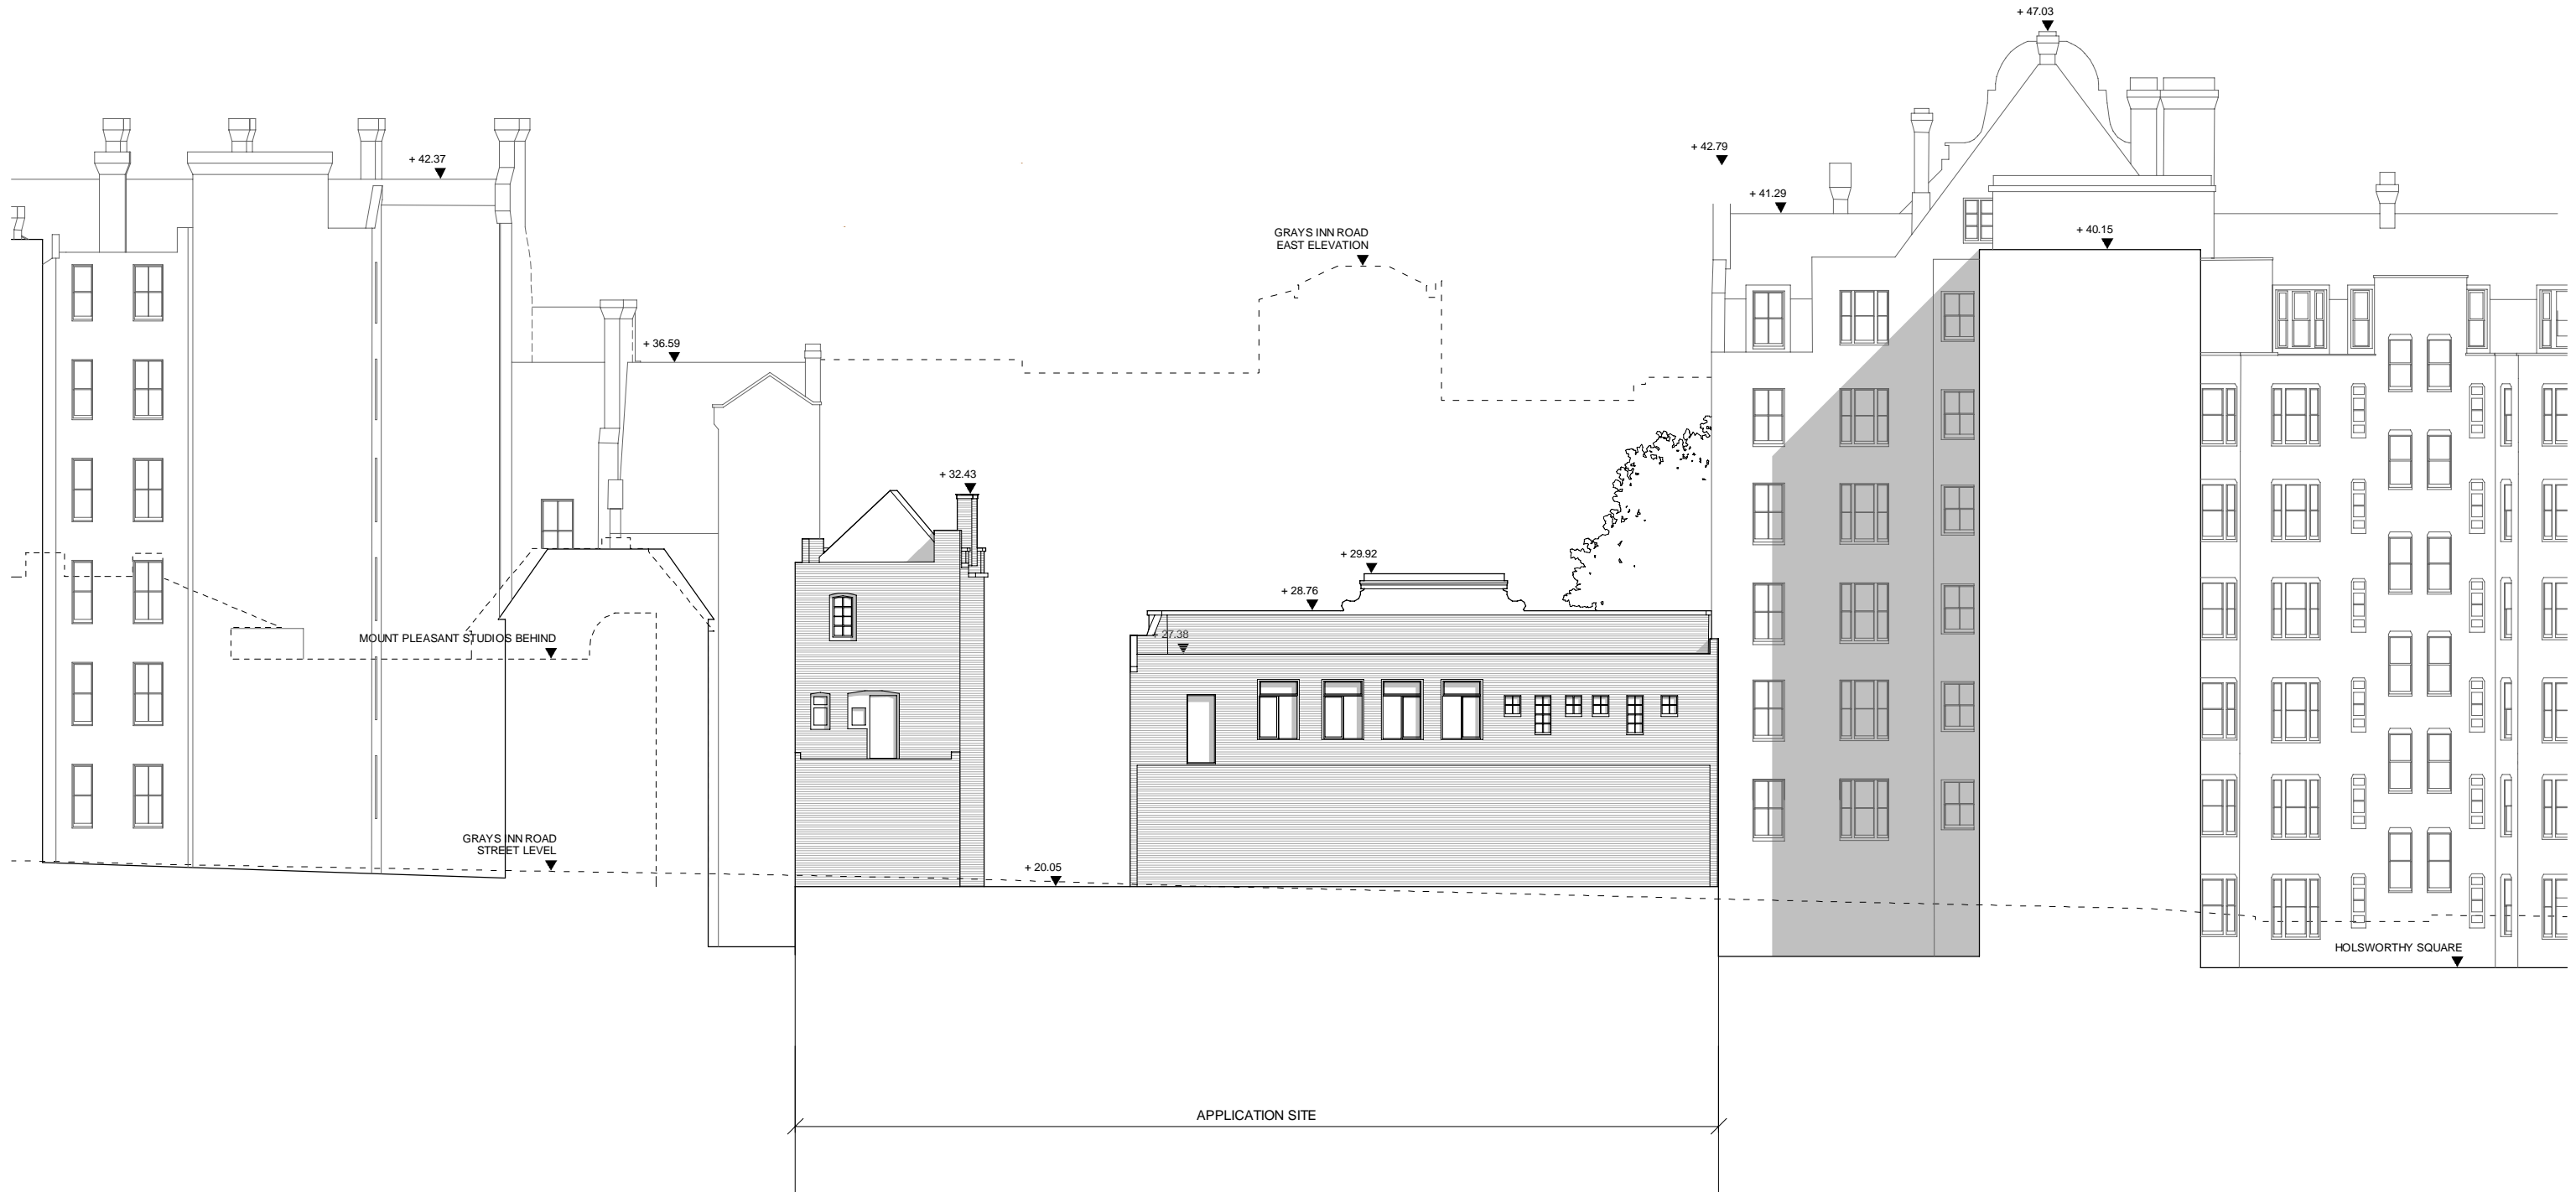 + 47.03
+ 42.79
+ 42.37
+ 41.29
GRAYS INN ROAD
EAST ELEVATION
+ 40.15
+ 36.59
+ 32.43
+ 29.92
+ 28.76
+ 27.38
MOUNT PLEASANT STUDIOS BEHIND
GRAYS INN ROAD
STREET LEVEL
+ 20.05
HOLSWORTHY SQUARE
APPLICATION SITE